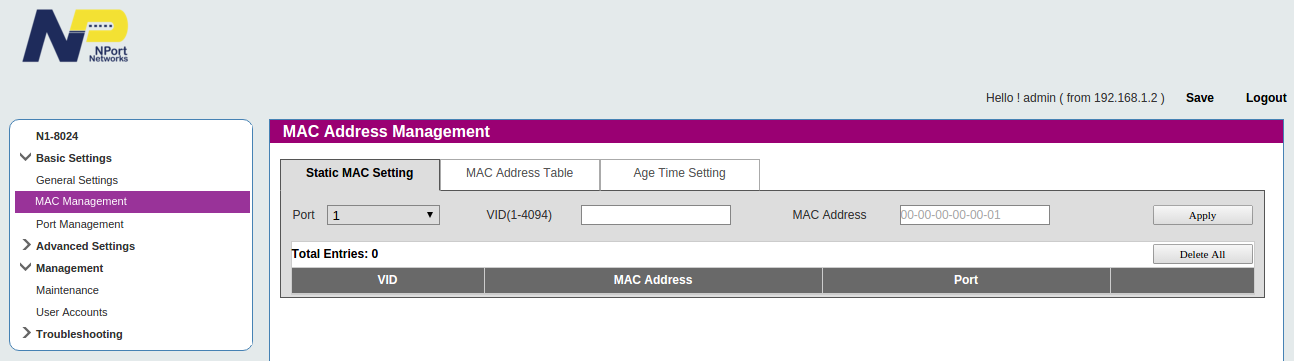 NPort
Networks
Hello ! admin ( from 192.168.1.2 ) Save Logout
N1-8024
Basic Settings
General Settings
MAC Management
Port Management
Advanced Settings
Management
Maintenance
User Accounts
Troubleshooting
MAC Address Management
Static MAC Setting MAC Address Table Age Time Setting
Port 1 VID(1-4094) MAC Address 00-00-00-00-00-01 Apply
Total Entries: 0 Delete All
VID MAC Address Port